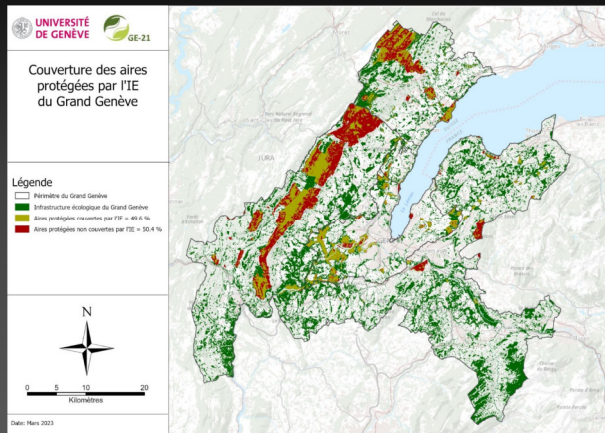 UNIVERSITÉ
DE GENÈVE
GE-21
Couverture des aires
protégées par l'IE
du Grand Genève
Légende
Périmètre du Grand Genève
Infrastructure écologique du Grand Genève
Aires protégées couvertes par l'IE = 49.6 %
Aires protégées non couvertes par l'IE = 50.4 %
N
0 5 10 20
Kilomètres
Date: Mars 2023
JURA